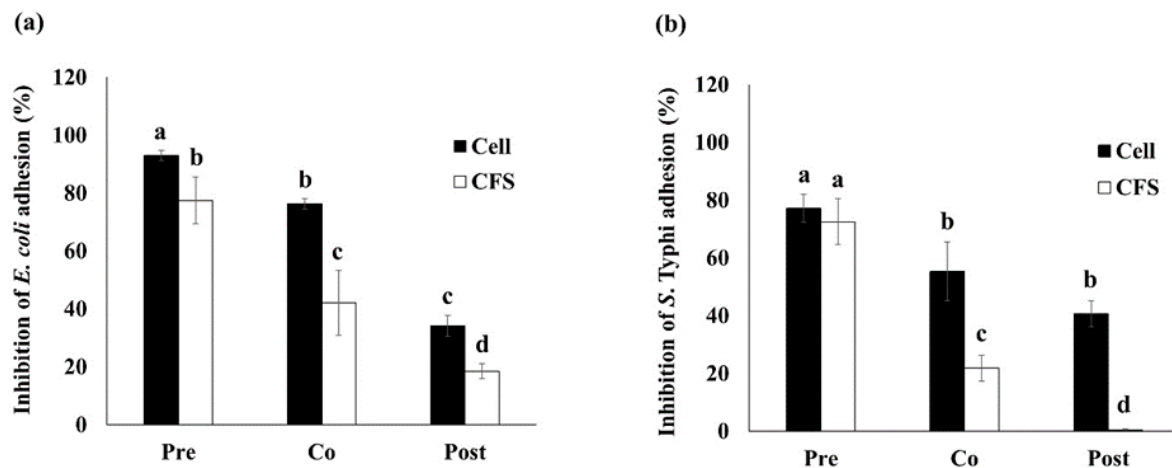 (a)
Inhibition of E. coli adhesion (%)
120
100
80
60
40
20
0
a
b
b
c
c
d
Cell
CFS
Pre
Co
Post
(b)
Inhibition of S. Typhi adhesion (%)
120
100
80
60
40
20
0
a
a
b
c
b
d
Cell
CFS
Pre
Co
Post